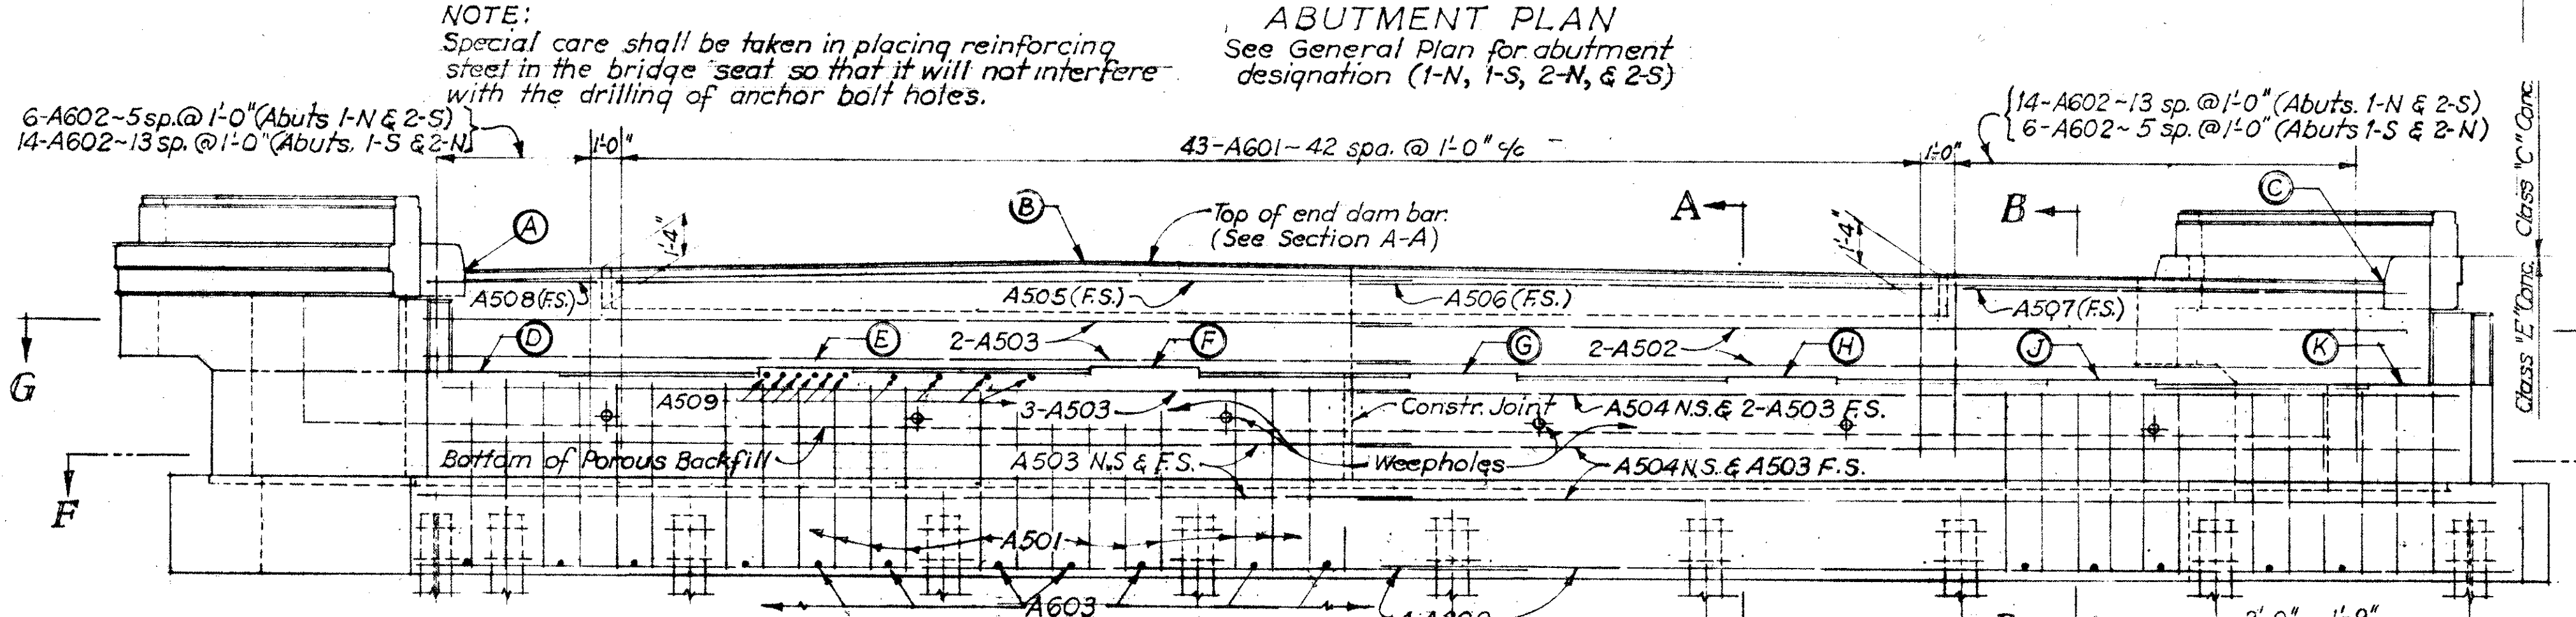 NOTE:
Special care shall be taken in placing reinforcing
steel in the bridge seat so that it will not interfere
with the drilling of anchor bolt holes.
ABUTMENT PLAN
See General Plan for abutment
designation (1-N, 1-S, 2-N, & 2-S)
6-A602~5 sp. @ 1'-0" (Abuts 1-N & 2-S)
14-A602~13 sp. @ 1'-0" (Abuts. 1-S & 2-N)
1'-0"
43-A601~42 spa. @ 1'-0" c/c
1'-0"
14-A602~13 sp. @ 1'-0" (Abuts. 1-N & 2-S)
6-A602~ 5 sp. @ 1'-0" (Abuts 1-S & 2-N)
Class "C" Conc.
Class "E" Conc.
A
1'-4"
B
Top of end dam bar.
(See Section A-A)
A
1'-4"
B
C
A508 (F.S.)
A505 (F.S.)
A506 (F.S.)
A507 (F.S.)
G
D
E
2-A503
F
G
2-A502
H
J
K
A509
3-A503
Constr. Joint
A504 N.S. & 2-A503 F.S.
F
Bottom of Porous Backfill
A503 N.S & F.S.
Weepholes
A504 N.S. & A503 F.S.
A501
A603
2'-0"
1'-9"